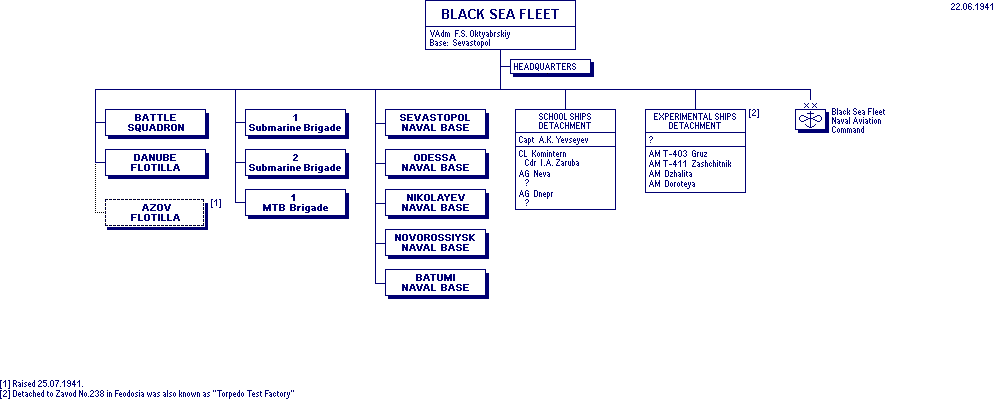 22.06.1941
BLACK SEA FLEET
VAdm F.S. Oktyabrskiy
Base: Sevastopol
HEADQUARTERS
BATTLE
SQUADRON
DANUBE
FLOTILLA
AZOV
FLOTILLA
[1]
1
Submarine Brigade
2
Submarine Brigade
1
MTB Brigade
SEVASTOPOL
NAVAL BASE
ODESSA
NAVAL BASE
NIKOLAYEV
NAVAL BASE
NOVOROSSIYSK
NAVAL BASE
BATUMI
NAVAL BASE
SCHOOL SHIPS
DETACHMENT
Capt A.K. Yevseyev
CL Komintern
Cdr I.A. Zaruba
AG Neva
?
AG Dnepr
?
EXPERIMENTAL SHIPS
DETACHMENT
[2]
?
AM T-403 Gruz
AM T-411 Zashchitnik
AM Dzhalita
AM Doroteya
XX
Black Sea Fleet
Naval Aviation
Command
[1] Raised 25.07.1941.
[2] Detached to Zavod No.238 in Feodosia was also known as "Torpedo Test Factory"